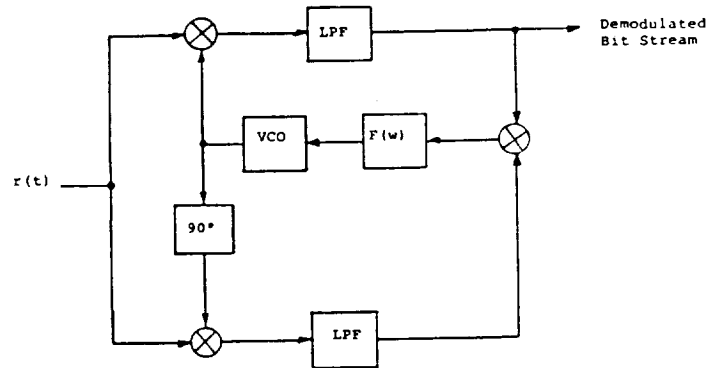 LPF
Demodulated
Bit Stream
VCO
F(w)
r(t)
90°
LPF